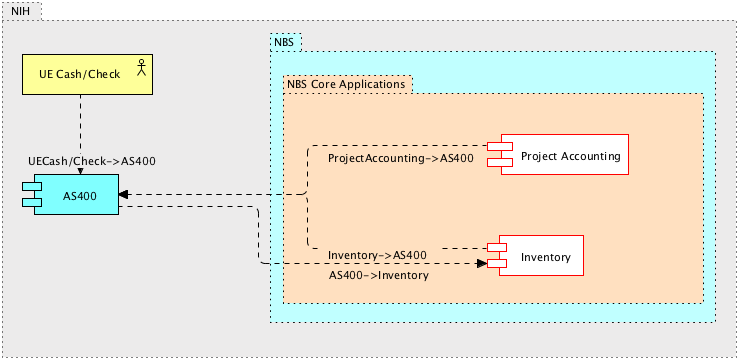 NIH
NBS
NBS Core Applications
UE Cash/Check
UECash/Check->AS400
ProjectAccounting->AS400
Project Accounting
AS400
Inventory->AS400
Inventory
AS400->Inventory